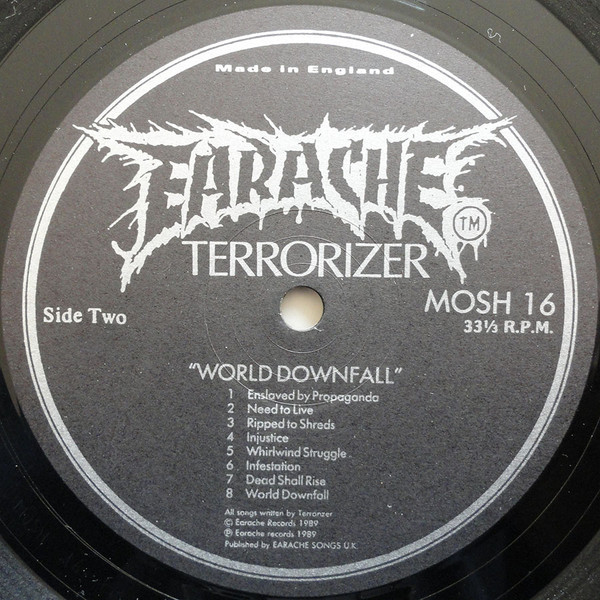 Made in England
EARACHE TM
TERRORIZER
Side Two
MOSH 16
33⅓ R.P.M.
"WORLD DOWNFALL"
1 Enslaved by Propaganda
2 Need to Live
3 Ripped to Shreds
4 Injustice
5 Whirlwind Struggle.
6 Infestation
7 Dead Shall Rise
8 World Downfall
All songs written by Terrorizer
© Earache Records 1989
℗ Earache records 1989
Published by EARACHE SONGS U.K.